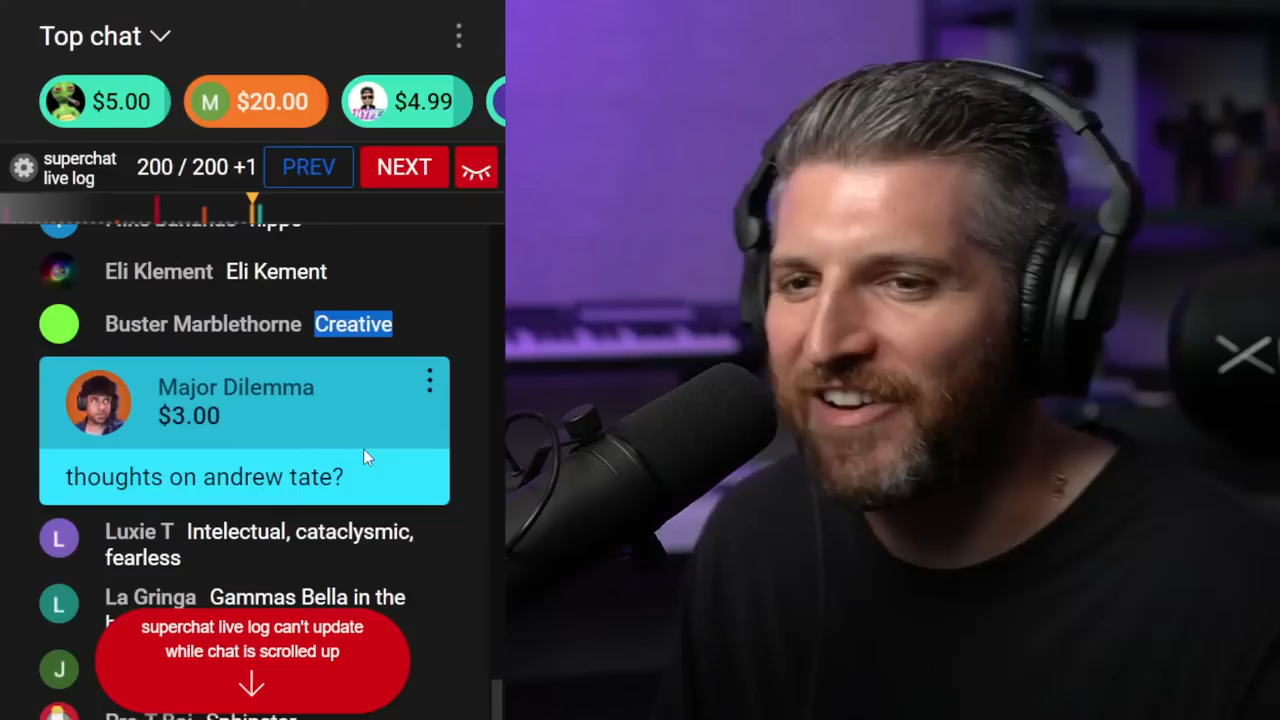 Top chat
$5.00
M $20.00
HYPE $4.99
superchat
live log
200 / 200 +1
PREV
NEXT
Eli Klement Eli Kement
Buster Marblethorne Creative
Major Dilemma
$3.00
thoughts on andrew tate?
L Luxie T Intelectual, cataclysmic,
fearless
L La Gringa Gammas Bella in the
superchat live log can't update
while chat is scrolled up
J